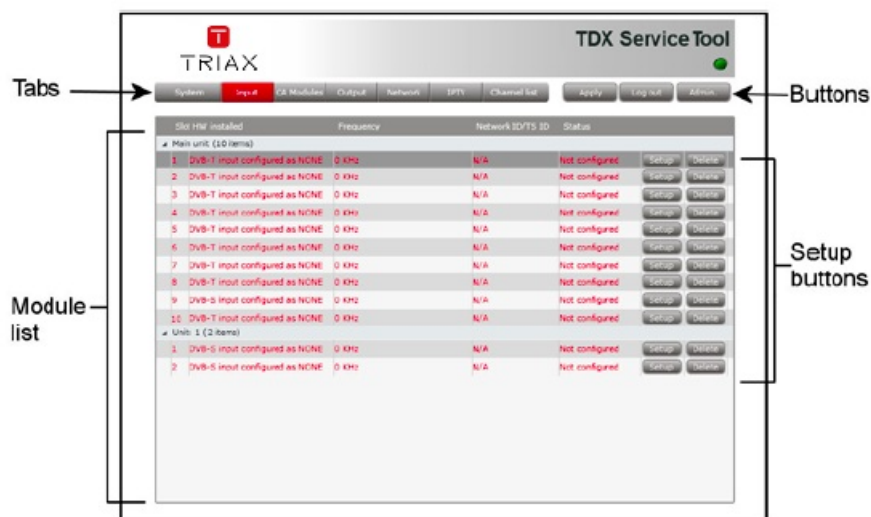 TRIAX
TDX Service Tool
Tabs
System Input CA Modules Output Network IPTV Channel list Apply Log out Admin
Buttons
Slot HW installed Frequency Network ID/TS ID Status
Main unit (10 items)
1 DVB-T input configured as NONE 0 KHz N/A Not configured Setup Delete
2 DVB-T input configured as NONE 0 KHz N/A Not configured Setup Delete
3 DVB-T input configured as NONE 0 KHz N/A Not configured Setup Delete
4 DVB-T input configured as NONE 0 KHz N/A Not configured Setup Delete
5 DVB-T input configured as NONE 0 KHz N/A Not configured Setup Delete
6 DVB-T input configured as NONE 0 KHz N/A Not configured Setup Delete
7 DVB-T input configured as NONE 0 KHz N/A Not configured Setup Delete
8 DVB-T input configured as NONE 0 KHz N/A Not configured Setup Delete
9 DVB-S input configured as NONE 0 KHz N/A Not configured Setup Delete
10 DVB-T input configured as NONE 0 KHz N/A Not configured Setup Delete
Unit: 1 (2 items)
1 DVB-S input configured as NONE 0 KHz N/A Not configured Setup Delete
2 DVB-S input configured as NONE 0 KHz N/A Not configured Setup Delete
Setup
buttons
Module
list